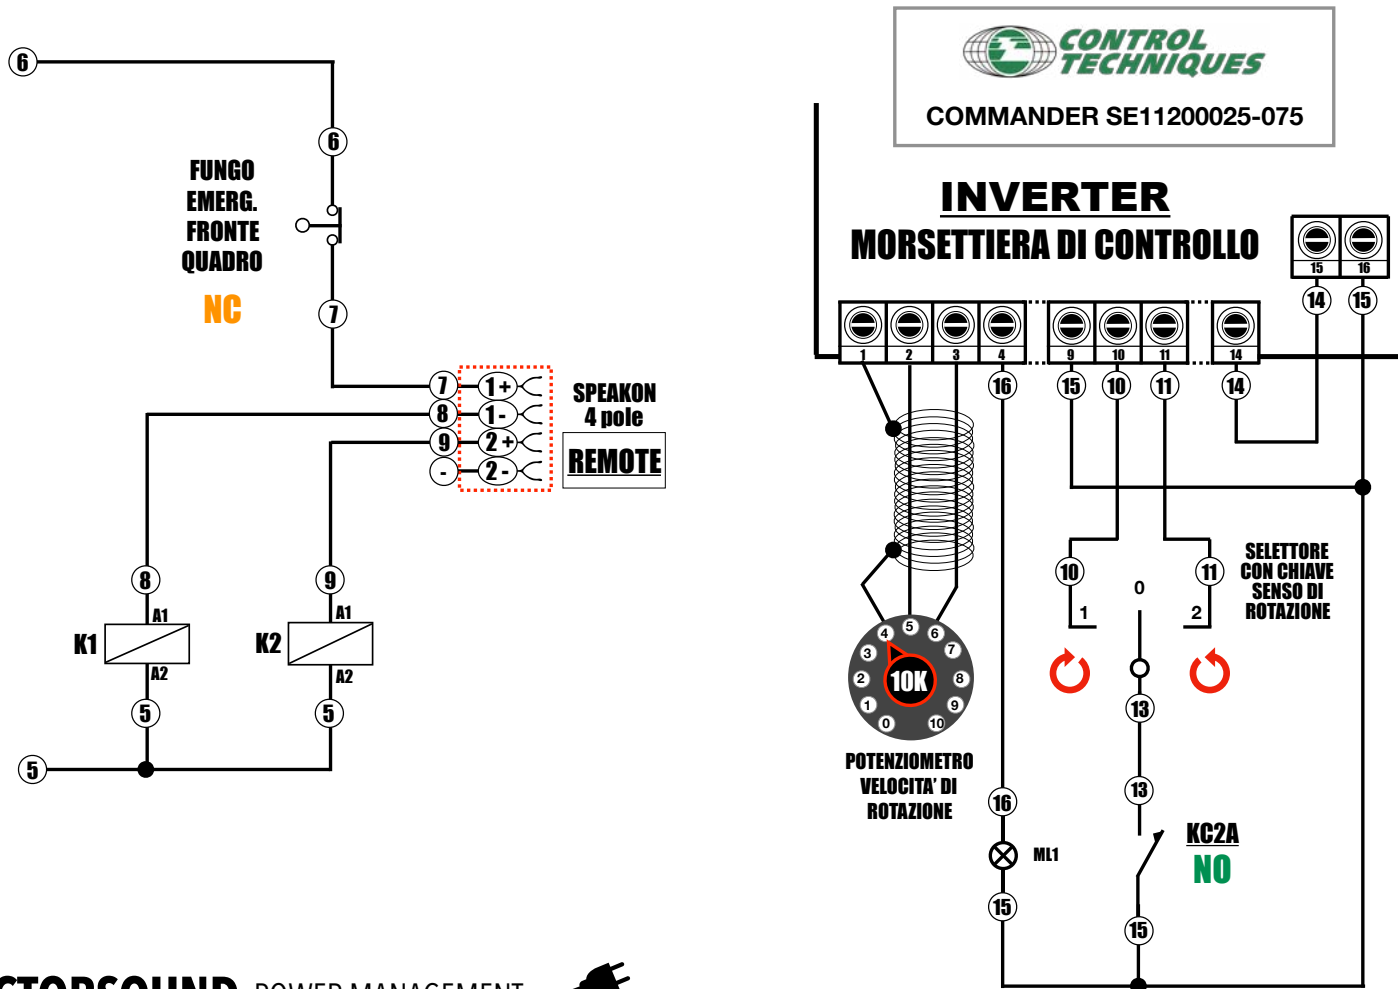 6
6
FUNGO
EMERG.
FRONTE
QUADRO
NC
7
7 1+
8 1-
9 2+
- 2-
SPEAKON
4 pole
REMOTE
8
9
A1
A1
K1
K2
A2
A2
5
5
5
POWER MANAGEMENT
CONTROL
TECHNIQUES
COMMANDER SE11200025-075
INVERTER
MORSETTIERA DI CONTROLLO
15 16
14 15
1 2 3 4 9 10 11 14
16 15 10 11 14
SELETTORE
CON CHIAVE
SENSO DI
ROTAZIONE
10
11
0
1
2
13
13
0 1 2 3 4 5 6 7 8 9 10
10K
POTENZIOMETRO
VELOCITA' DI
ROTAZIONE
16
ML1
15
KC2A
NO
15